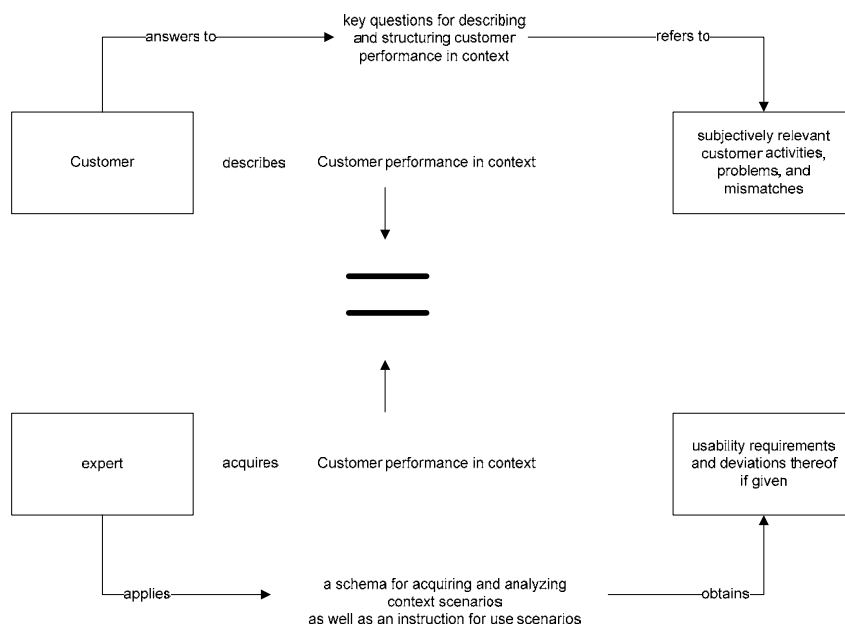 key questions for describing
answers to
and structuring customer
refers to
performance in context
Customer
describes
Customer performance in context
subjectively relevant
customer activities,
problems, and
mismatches
expert
acquires
Customer performance in context
usability requirements
and deviations thereof
if given
applies
a schema for acquiring and analyzing
context scenarios
as well as an instruction for use scenarios
obtains